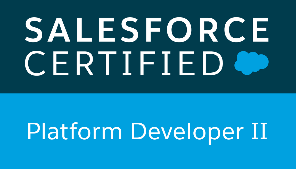 SALESFORCE
CERTIFIED
Platform Developer II